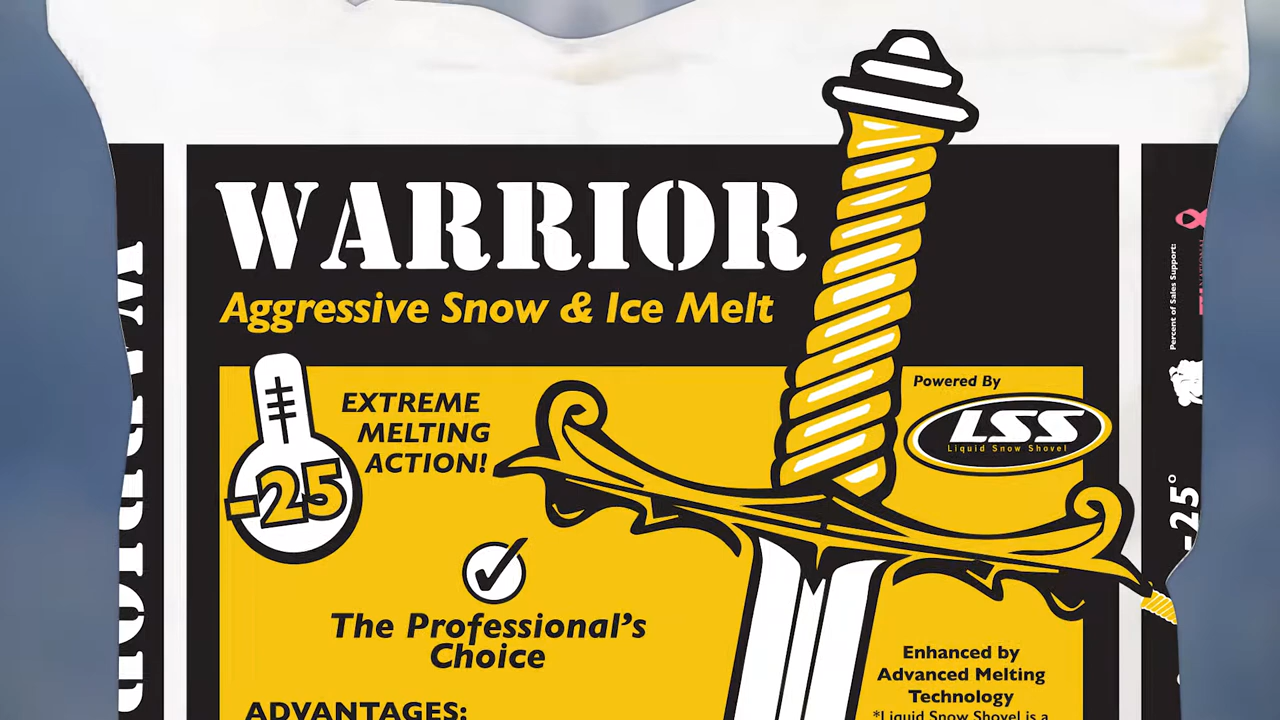 WARRIOR
Aggressive Snow & Ice Melt
WARRIOR
-25
EXTREME
MELTING
ACTION!
Powered By
LSS
Liquid Snow Shovel
The Professional's
Choice
ADVANTAGES:
Enhanced by
Advanced Melting
Technology
*Liquid Snow Shovel is a
Percent of Sales Support:
NATIONAL
-25°